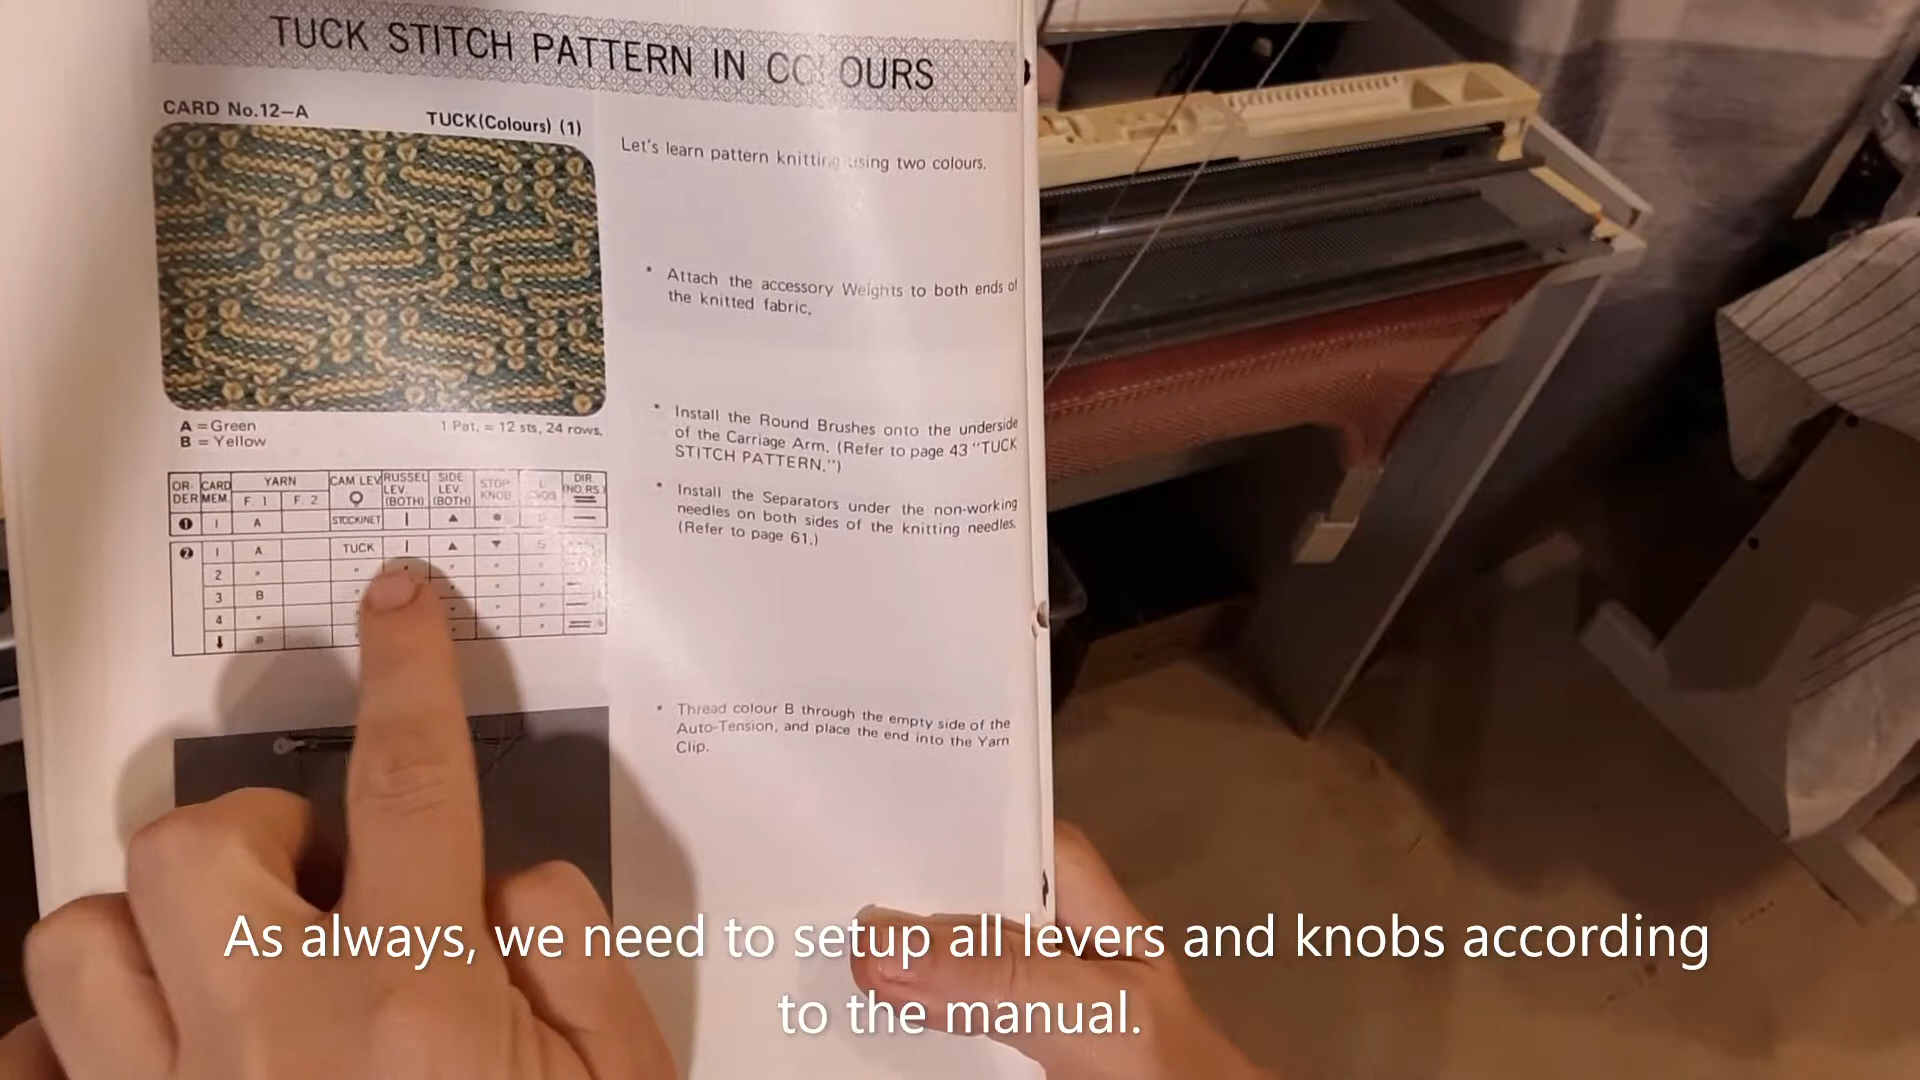 TUCK STITCH PATTERN IN COLOURS
CARD No.12–A
TUCK(Colours) (1)
A = Green
B = Yellow
1 Pat. = 12 sts, 24 rows.
OR-DER CARD MEM. YARN F. 1 F. 2 CAM LEV RUSSEL LEV. (BOTH) SIDE LEV. (BOTH) STOP KNOB DIR. (NO.RS.)
❶ 1 A STOCKINET I ▲ ●
❷ 1 A TUCK I ▲ ▼ S
2 " " " " " "
3 B " " " "
4 " " " "
Let's learn pattern knitting using two colours.
• Attach the accessory Weights to both ends of
the knitted fabric.
• Install the Round Brushes onto the underside
of the Carriage Arm. (Refer to page 43 "TUCK
STITCH PATTERN.")
• Install the Separators under the non-working
needles on both sides of the knitting needles.
(Refer to page 61.)
• Thread colour B through the empty side of the
Auto-Tension, and place the end into the Yarn
Clip.
As always, we need to setup all levers and knobs according
to the manual.